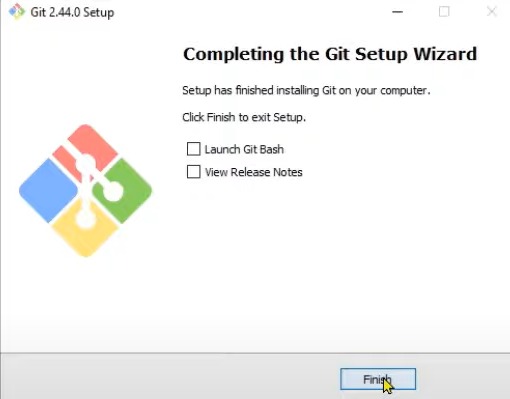 Git 2.44.0 Setup
Completing the Git Setup Wizard
Setup has finished installing Git on your computer.
Click Finish to exit Setup.
Launch Git Bash
View Release Notes
Finish